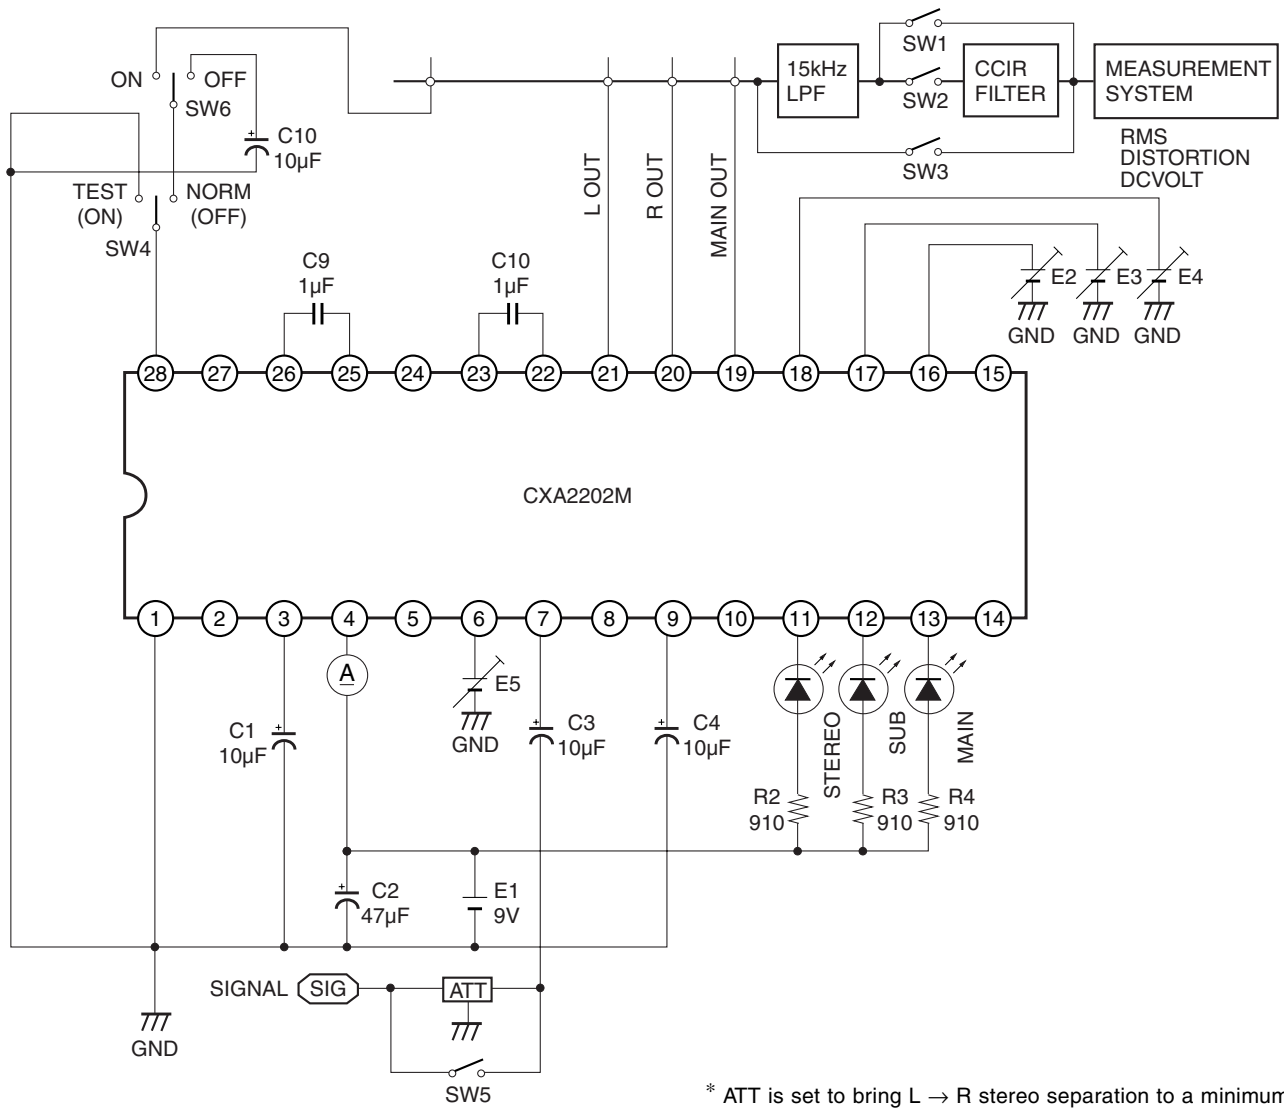 ON
OFF
SW6
C10
10µF
TEST
(ON)
NORM
(OFF)
SW4
15kHz
LPF
SW1
SW2
SW3
CCIR
FILTER
MEASUREMENT
SYSTEM
RMS
DISTORTION
DCVOLT
L OUT
R OUT
MAIN OUT
C9
1µF
C10
1µF
E2
E3
E4
GND
GND
GND
28
27
26
25
24
23
22
21
20
19
18
17
16
15
CXA2202M
1
2
3
4
5
6
7
8
9
10
11
12
13
14
A
E5
GND
C1
10µF
C3
10µF
C4
10µF
STEREO
SUB
MAIN
R2
910
R3
910
R4
910
C2
47µF
E1
9V
SIGNAL
SIG
ATT
GND
SW5
* ATT is set to bring L → R stereo separation to a minimum